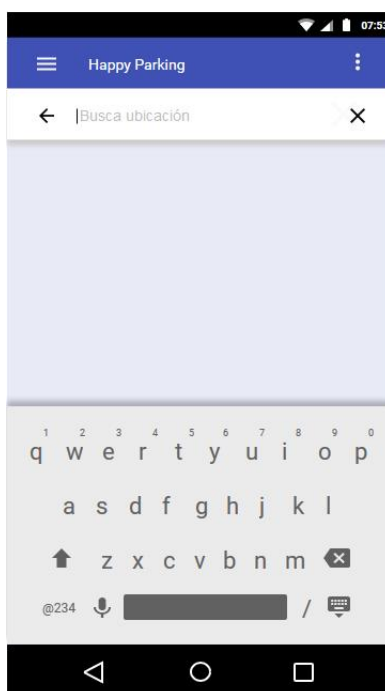 07:53
Happy Parking
Busca ubicación
1 2 3 4 5 6 7 8 9 0
q w e r t y u i o p
a s d f g h j k l
z x c v b n m
@234 /